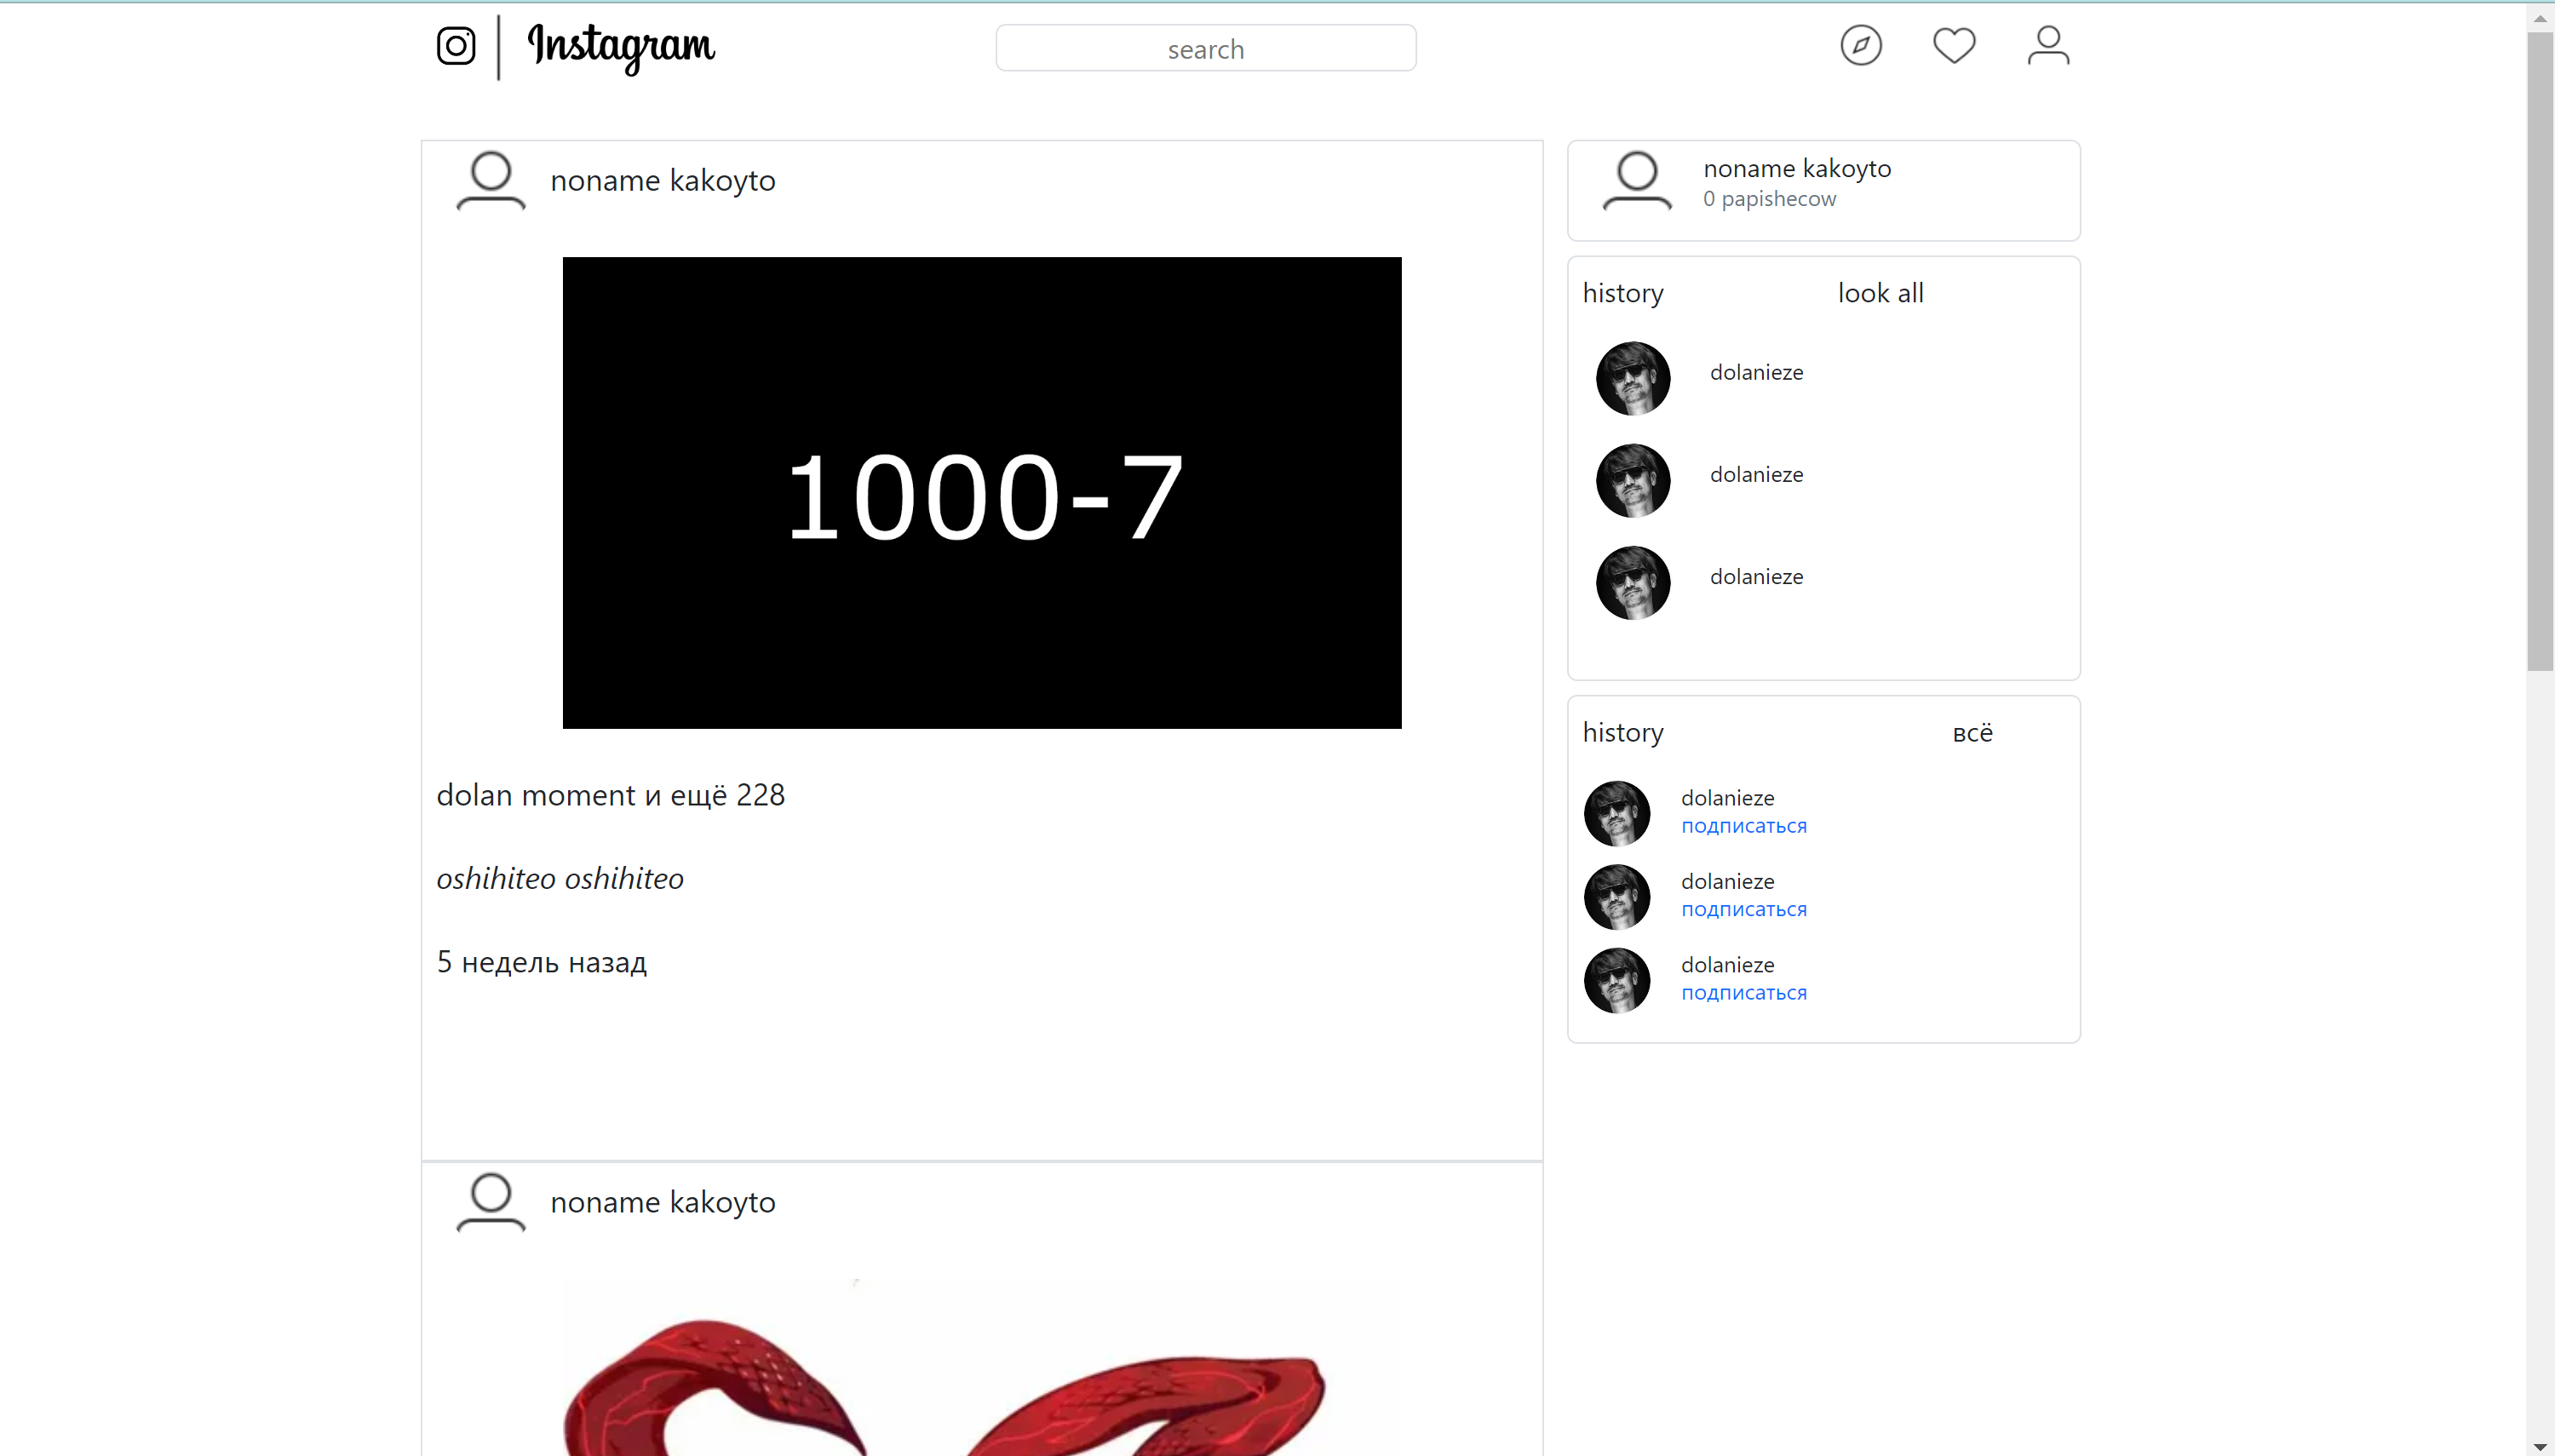 Instagram
search
noname kakoyto
1000-7
dolan moment и ещё 228
oshihiteo oshihiteo
5 недель назад
noname kakoyto
noname kakoyto
0 papishecow
history look all
dolanieze
dolanieze
dolanieze
history всё
dolanieze
подписаться
dolanieze
подписаться
dolanieze
подписаться